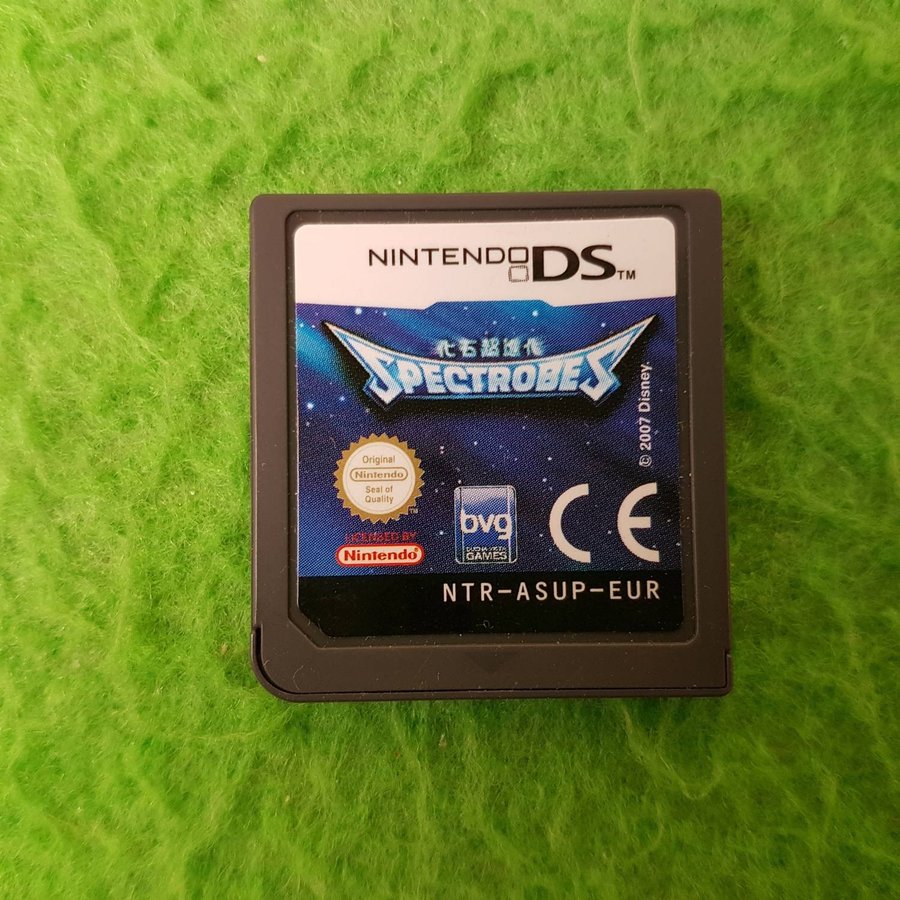 NINTENDO DS™
化石超進化
SPECTROBES
© 2007 Disney.
Original
Nintendo
Seal of
Quality
TM
LICENSED BY
Nintendo®
bvg
BUENA VISTA
GAMES
CE
NTR-ASUP-EUR